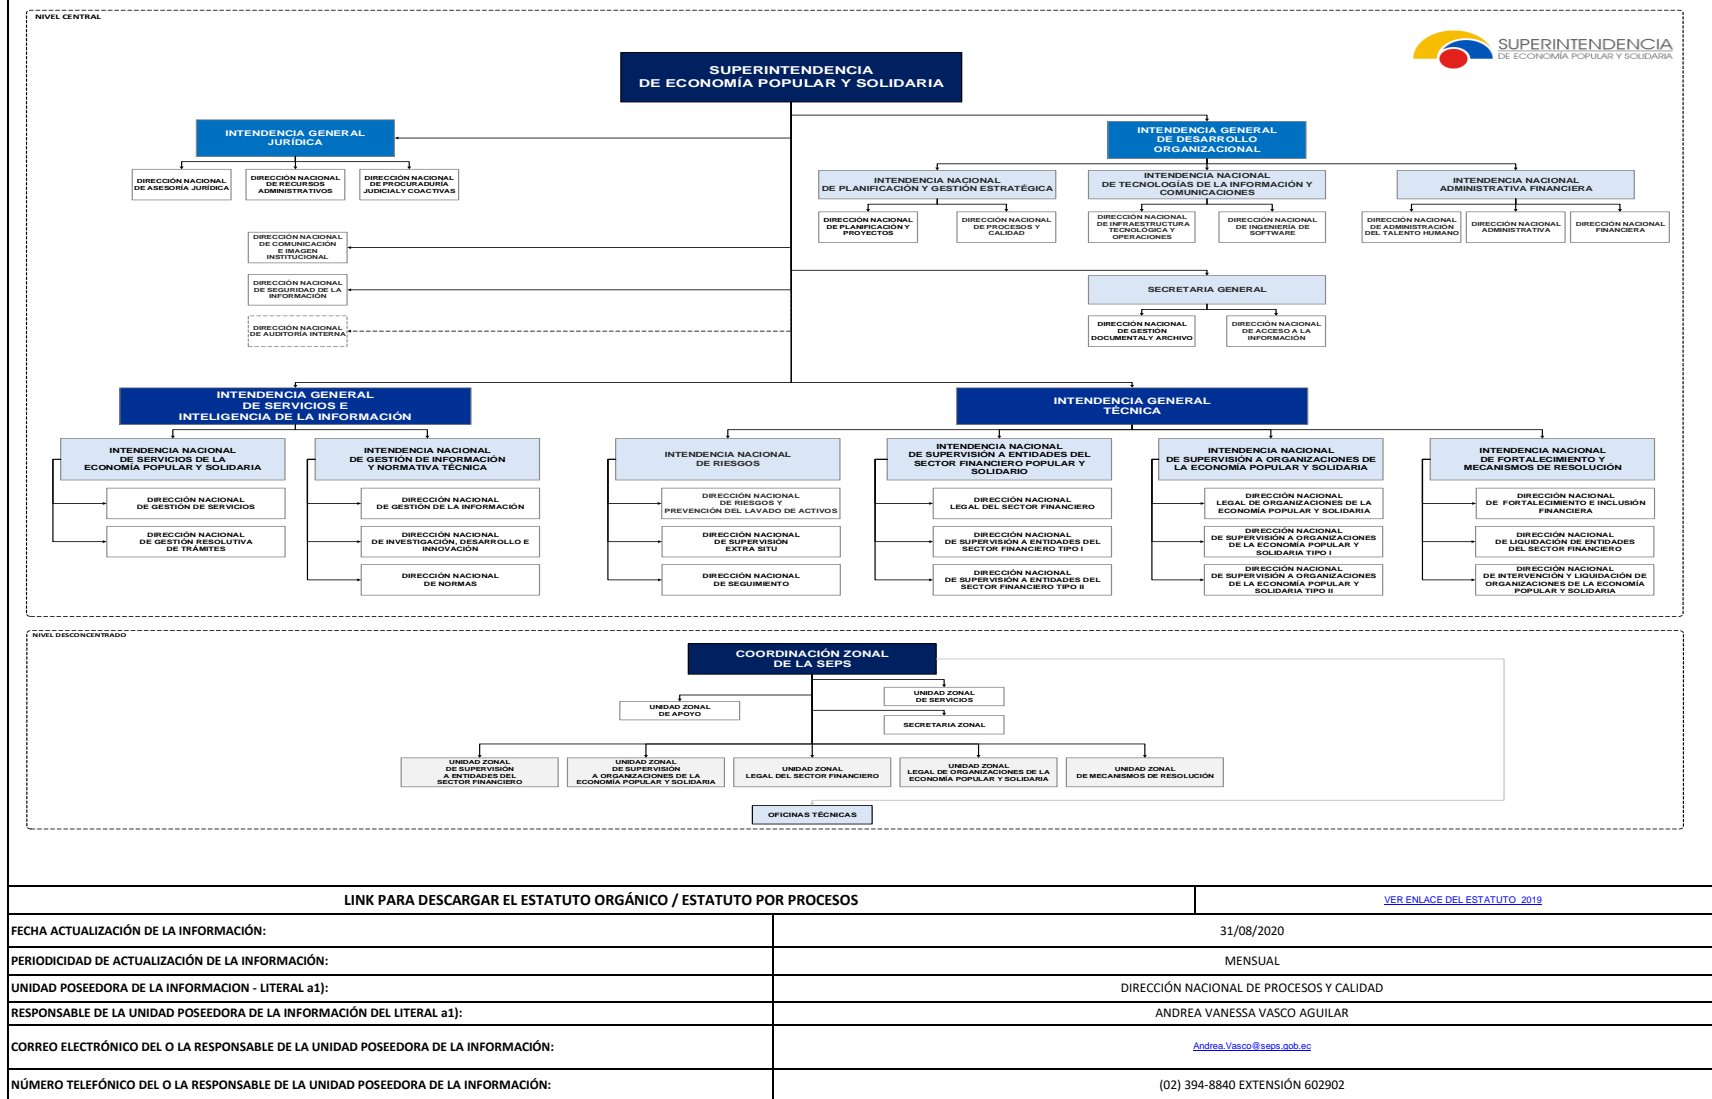 NIVEL CENTRAL
SUPERINTENDENCIA
DE ECONOMÍA POPULAR Y SOLIDARIA
SUPERINTENDENCIA
DE ECONOMÍA POPULAR Y SOLIDARIA
INTENDENCIA GENERAL
JURÍDICA
INTENDENCIA GENERAL
DE DESARROLLO
ORGANIZACIONAL
DIRECCIÓN NACIONAL
DE ASESORÍA JURÍDICA
DIRECCIÓN NACIONAL
DE RECURSOS
ADMINISTRATIVOS
DIRECCIÓN NACIONAL
DE PROCURADURÍA
JUDICIAL Y COACTIVAS
INTENDENCIA NACIONAL
DE PLANIFICACIÓN Y GESTIÓN ESTRATÉGICA
INTENDENCIA NACIONAL
DE TECNOLOGÍAS DE LA INFORMACIÓN Y
COMUNICACIONES
INTENDENCIA NACIONAL
ADMINISTRATIVA FINANCIERA
DIRECCIÓN NACIONAL
DE PLANIFICACIÓN Y
PROYECTOS
DIRECCIÓN NACIONAL
DE PROCESOS Y
CALIDAD
DIRECCIÓN NACIONAL
DE INFRAESTRUCTURA
TECNOLÓGICA Y
OPERACIONES
DIRECCIÓN NACIONAL
DE INGENIERÍA DE
SOFTWARE
DIRECCIÓN NACIONAL
DE ADMINISTRACIÓN
DEL TALENTO HUMANO
DIRECCIÓN NACIONAL
ADMINISTRATIVA
DIRECCIÓN NACIONAL
FINANCIERA
DIRECCIÓN NACIONAL
DE COMUNICACIÓN
E IMAGEN
INSTITUCIONAL
DIRECCIÓN NACIONAL
DE SEGURIDAD DE LA
INFORMACIÓN
SECRETARIA GENERAL
DIRECCIÓN NACIONAL
DE AUDITORÍA INTERNA
DIRECCIÓN NACIONAL
DE GESTIÓN
DOCUMENTAL Y ARCHIVO
DIRECCIÓN NACIONAL
DE ACCESO A LA
INFORMACIÓN
INTENDENCIA GENERAL
DE SERVICIOS E
INTELIGENCIA DE LA INFORMACIÓN
INTENDENCIA GENERAL
TÉCNICA
INTENDENCIA NACIONAL
DE SERVICIOS DE LA
ECONOMÍA POPULAR Y SOLIDARIA
INTENDENCIA NACIONAL
DE GESTIÓN DE INFORMACIÓN
Y NORMATIVA TÉCNICA
INTENDENCIA NACIONAL
DE RIESGOS
INTENDENCIA NACIONAL
DE SUPERVISIÓN A ENTIDADES DEL
SECTOR FINANCIERO POPULAR Y
SOLIDARIO
INTENDENCIA NACIONAL
DE SUPERVISIÓN A ORGANIZACIONES DE
LA ECONOMÍA POPULAR Y SOLIDARIA
INTENDENCIA NACIONAL
DE FORTALECIMIENTO Y
MECANISMOS DE RESOLUCIÓN
DIRECCIÓN NACIONAL
DE GESTIÓN DE SERVICIOS
DIRECCIÓN NACIONAL
DE GESTIÓN DE LA INFORMACIÓN
DIRECCIÓN NACIONAL
DE RIESGOS Y
PREVENCIÓN DEL LAVADO DE ACTIVOS
DIRECCIÓN NACIONAL
LEGAL DEL SECTOR FINANCIERO
DIRECCIÓN NACIONAL
LEGAL DE ORGANIZACIONES DE LA
ECONOMÍA POPULAR Y SOLIDARIA
DIRECCIÓN NACIONAL
DE FORTALECIMIENTO E INCLUSIÓN
FINANCIERA
DIRECCIÓN NACIONAL
DE GESTIÓN RESOLUTIVA
DE TRÁMITES
DIRECCIÓN NACIONAL
DE INVESTIGACIÓN, DESARROLLO E
INNOVACIÓN
DIRECCIÓN NACIONAL
DE SUPERVISIÓN
EXTRA SITU
DIRECCIÓN NACIONAL
DE SUPERVISIÓN A ENTIDADES DEL
SECTOR FINANCIERO TIPO I
DIRECCIÓN NACIONAL
DE SUPERVISIÓN A ORGANIZACIONES
DE LA ECONOMÍA POPULAR Y
SOLIDARIA TIPO I
DIRECCIÓN NACIONAL
DE LIQUIDACIÓN DE ENTIDADES
DEL SECTOR FINANCIERO
DIRECCIÓN NACIONAL
DE NORMAS
DIRECCIÓN NACIONAL
DE SEGUIMIENTO
DIRECCIÓN NACIONAL
DE SUPERVISIÓN A ENTIDADES DEL
SECTOR FINANCIERO TIPO II
DIRECCIÓN NACIONAL
DE SUPERVISIÓN A ORGANIZACIONES
DE LA ECONOMÍA POPULAR Y
SOLIDARIA TIPO II
DIRECCIÓN NACIONAL
DE INTERVENCIÓN Y LIQUIDACIÓN DE
ORGANIZACIONES DE LA ECONOMÍA
POPULAR Y SOLIDARIA
NIVEL DESCONCENTRADO
COORDINACIÓN ZONAL
DE LA SEPS
UNIDAD ZONAL
DE SERVICIOS
UNIDAD ZONAL
DE APOYO
SECRETARIA ZONAL
UNIDAD ZONAL
DE SUPERVISIÓN
A ENTIDADES DEL
SECTOR FINANCIERO
UNIDAD ZONAL
DE SUPERVISIÓN
A ORGANIZACIONES DE LA
ECONOMÍA POPULAR Y SOLIDARIA
UNIDAD ZONAL
LEGAL DEL SECTOR FINANCIERO
UNIDAD ZONAL
LEGAL DE ORGANIZACIONES DE LA
ECONOMÍA POPULAR Y SOLIDARIA
UNIDAD ZONAL
DE MECANISMOS DE RESOLUCIÓN
OFICINAS TÉCNICAS
LINK PARA DESCARGAR EL ESTATUTO ORGÁNICO / ESTATUTO POR PROCESOS
VER ENLACE DEL ESTATUTO 2019
FECHA ACTUALIZACIÓN DE LA INFORMACIÓN:
31/08/2020
PERIODICIDAD DE ACTUALIZACIÓN DE LA INFORMACIÓN:
MENSUAL
UNIDAD POSEEDORA DE LA INFORMACION - LITERAL a1):
DIRECCIÓN NACIONAL DE PROCESOS Y CALIDAD
RESPONSABLE DE LA UNIDAD POSEEDORA DE LA INFORMACIÓN DEL LITERAL a1):
ANDREA VANESSA VASCO AGUILAR
CORREO ELECTRÓNICO DEL O LA RESPONSABLE DE LA UNIDAD POSEEDORA DE LA INFORMACIÓN:
Andrea.Vasco@seps.gob.ec
NÚMERO TELEFÓNICO DEL O LA RESPONSABLE DE LA UNIDAD POSEEDORA DE LA INFORMACIÓN:
(02) 394-8840 EXTENSIÓN 602902